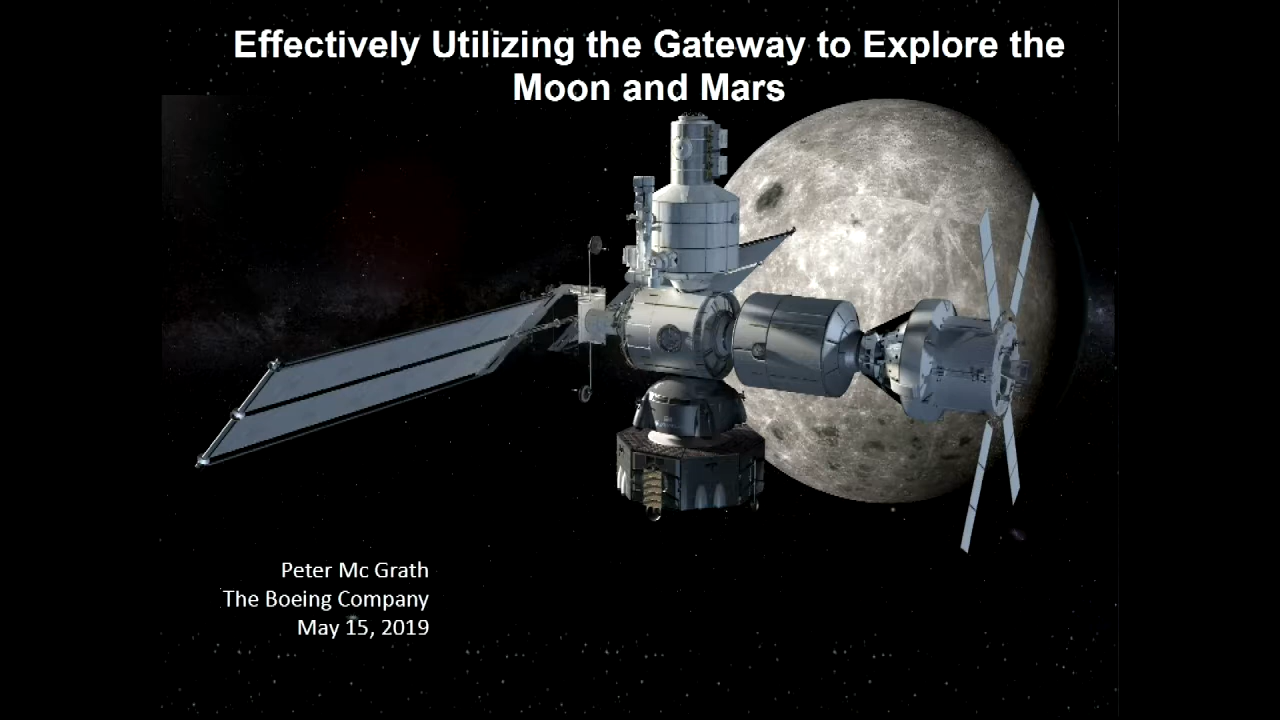 Effectively Utilizing the Gateway to Explore the
Moon and Mars
Peter Mc Grath
The Boeing Company
May 15, 2019